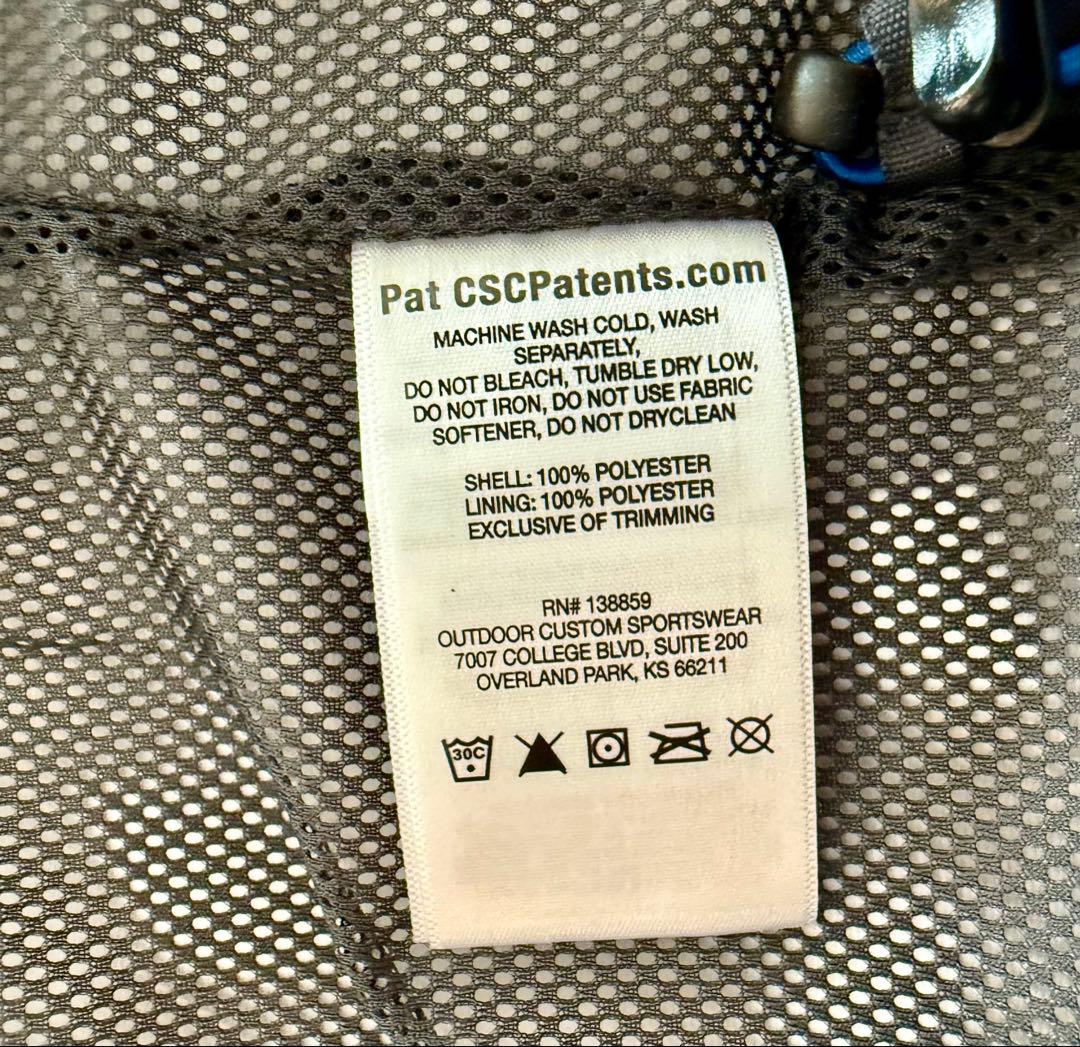 Pat CSCPatents.com
MACHINE WASH COLD, WASH
SEPARATELY,
DO NOT BLEACH, TUMBLE DRY LOW,
DO NOT IRON, DO NOT USE FABRIC
SOFTENER, DO NOT DRYCLEAN
SHELL: 100% POLYESTER
LINING: 100% POLYESTER
EXCLUSIVE OF TRIMMING
RN# 138859
OUTDOOR CUSTOM SPORTSWEAR
7007 COLLEGE BLVD, SUITE 200
OVERLAND PARK, KS 66211
30C